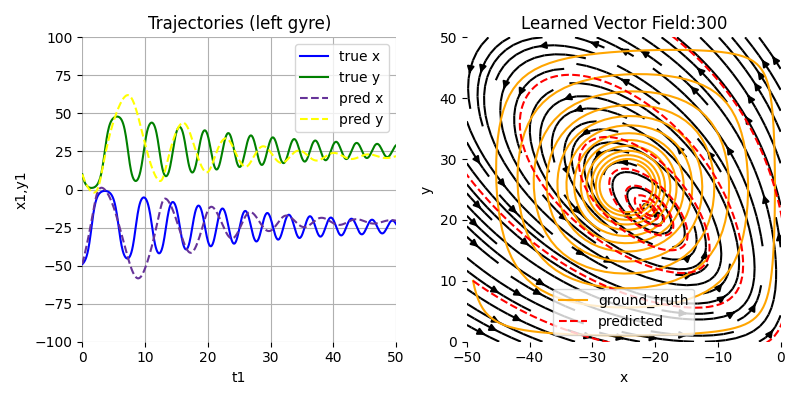 Trajectories (left gyre)
100
75
50
25
0
−25
−50
−75
−100
x1,y1
0
10
20
30
40
50
t1
true x
true y
pred x
pred y
Learned Vector Field:300
50
40
30
20
10
0
y
−50
−40
−30
−20
−10
0
x
ground_truth
predicted